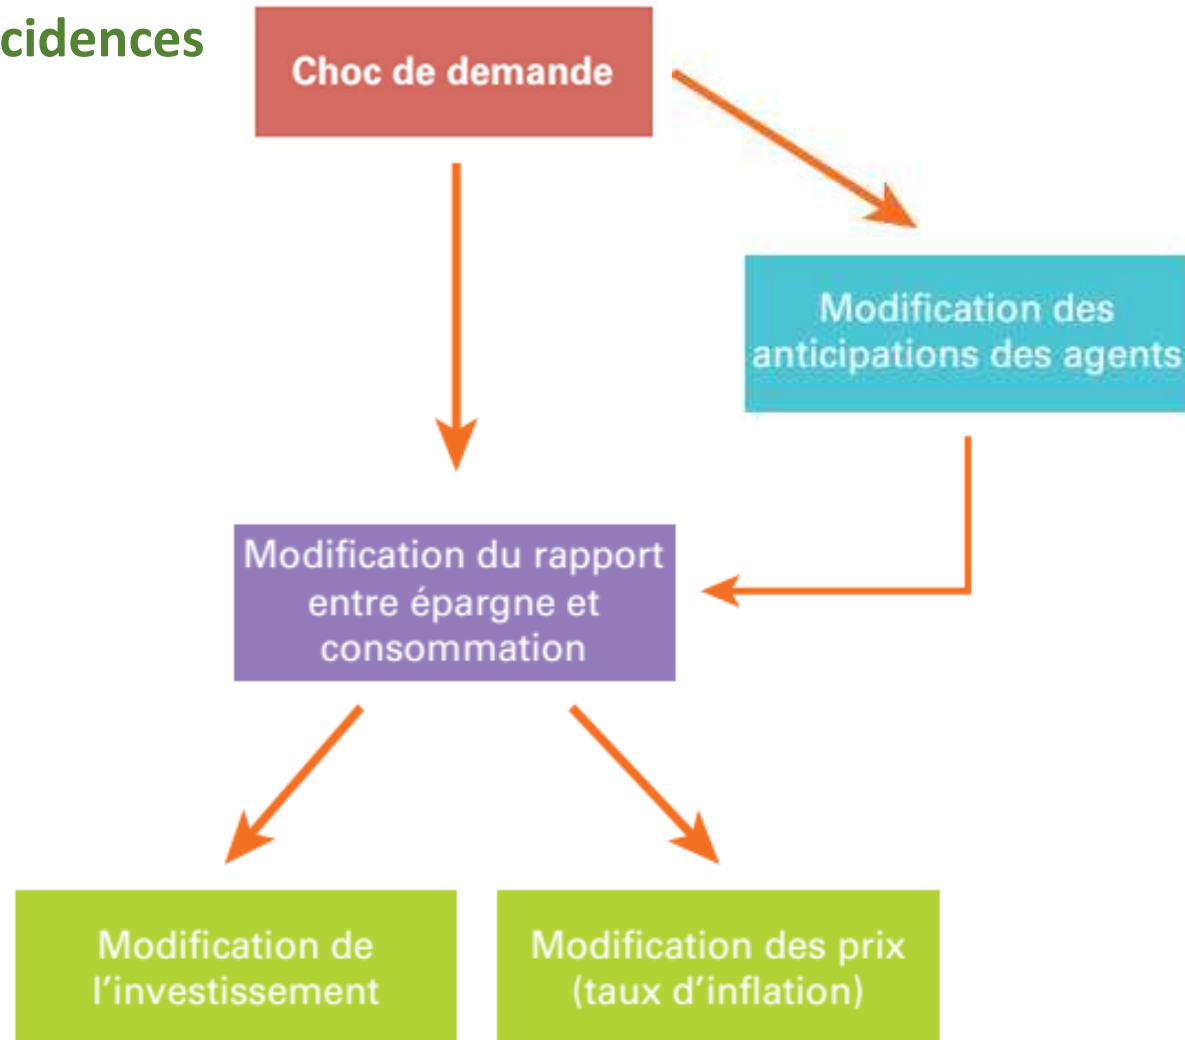 cidences
Choc de demande
Modification des
anticipations des agents
Modification du rapport
entre épargne et
consommation
Modification de
l’investissement
Modification des prix
(taux d’inflation)